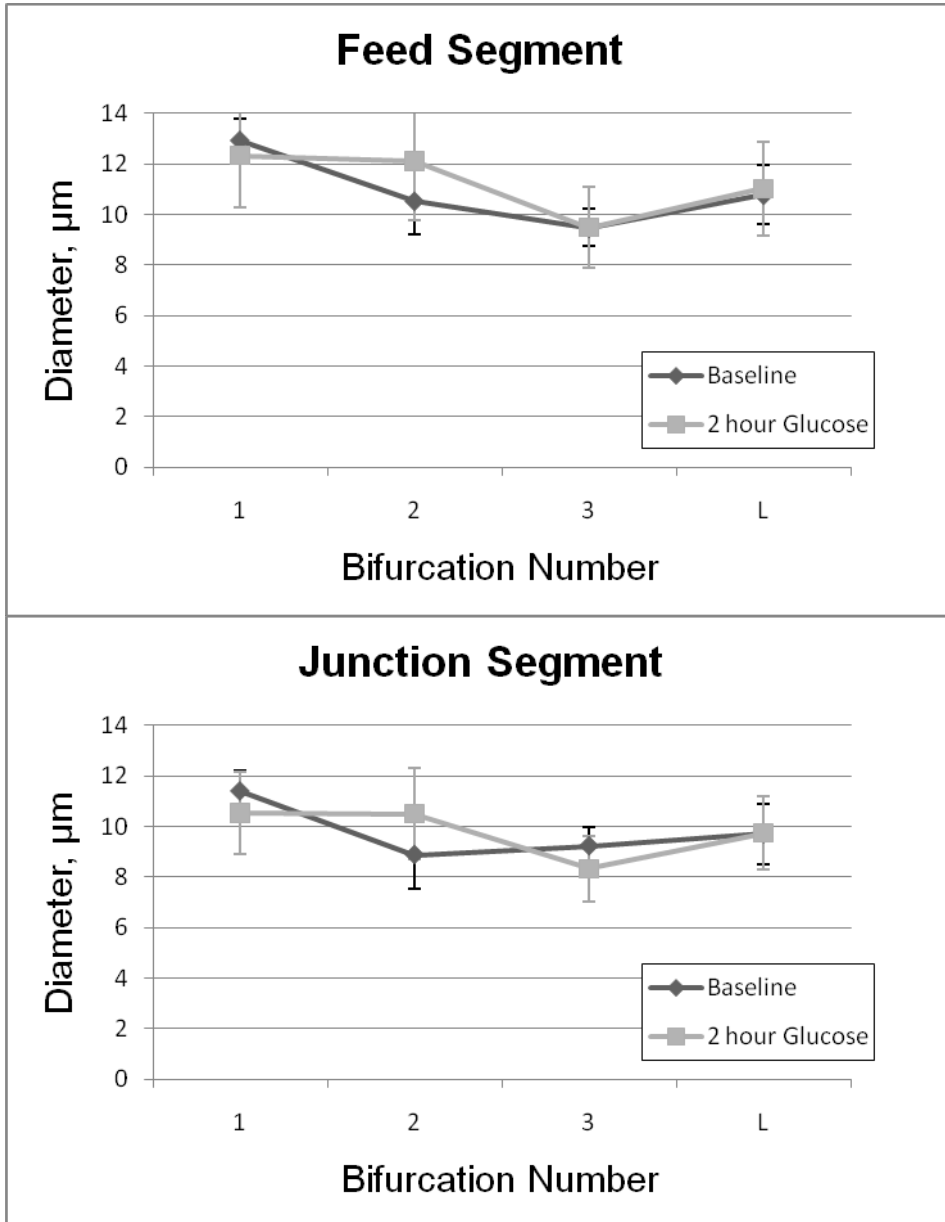 Feed Segment
14
12
10
8
6
4
2
0
Diameter, µm
Baseline
2 hour Glucose
1 2 3 L
Bifurcation Number
Junction Segment
14
12
10
8
6
4
2
0
Diameter, µm
Baseline
2 hour Glucose
1 2 3 L
Bifurcation Number